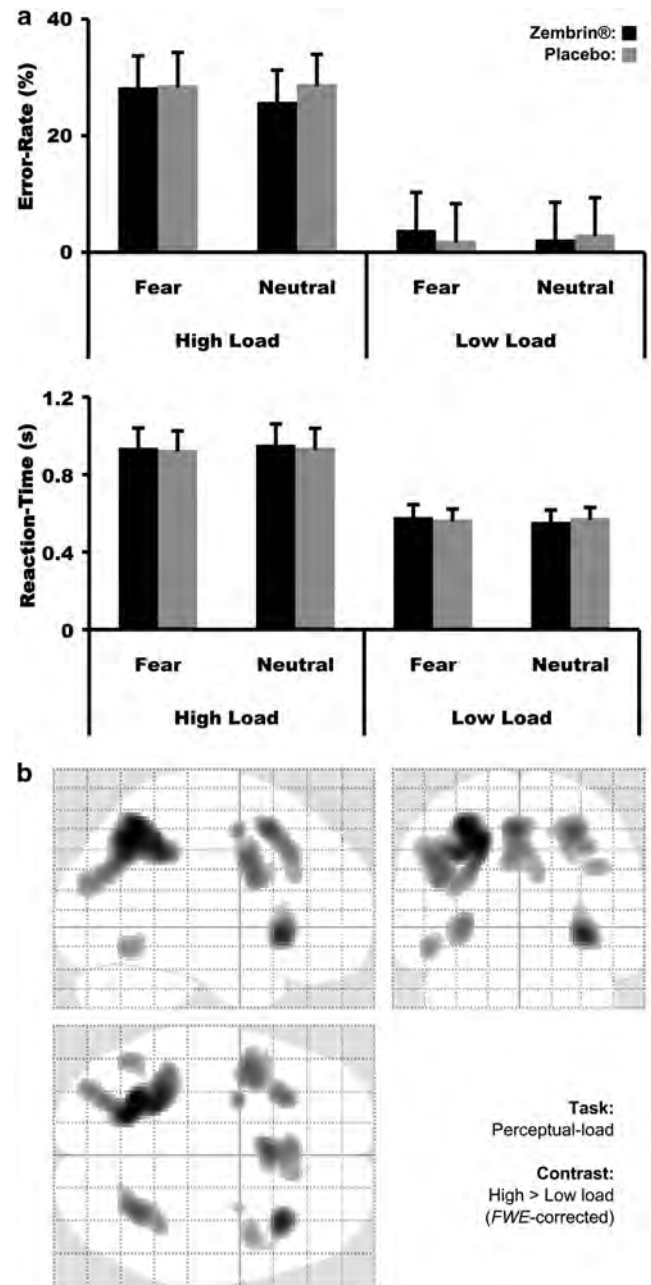 a
Zembrin®:
Placebo:
Error-Rate (%)
40
20
0
Fear Neutral Fear Neutral
High Load Low Load
Reaction-Time (s)
1.2
0.8
0.4
0
Fear Neutral Fear Neutral
High Load Low Load
b
Task:
Perceptual-load
Contrast:
High > Low load
(FWE-corrected)